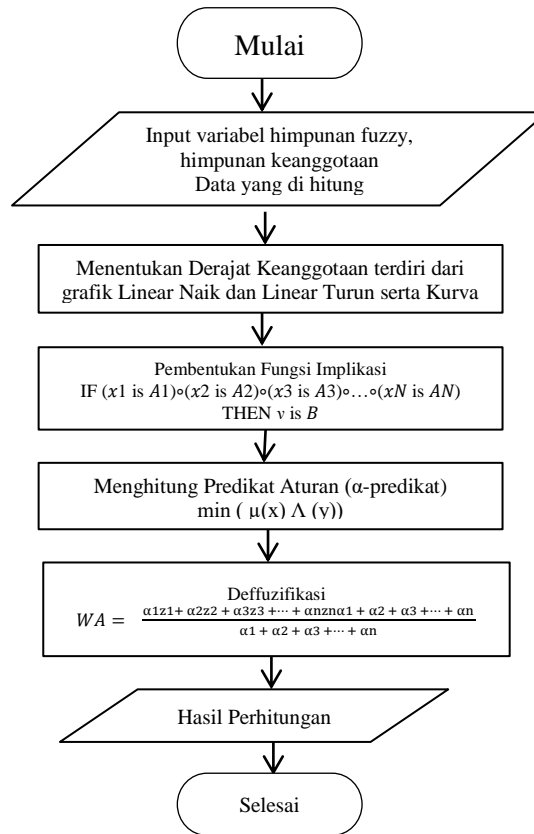 Mulai
Input variabel himpunan fuzzy,
himpunan keanggotaan
Data yang di hitung
Menentukan Derajat Keanggotaan terdiri dari
grafik Linear Naik dan Linear Turun serta Kurva
Pembentukan Fungsi Implikasi
IF (x1 is A1)∘(x2 is A2)∘(x3 is A3)∘…∘(xN is AN)
THEN v is B
Menghitung Predikat Aturan (α-predikat)
min ( μ(x) Λ (y))
Deffuzifikasi
WA = α1z1+ α2z2 + α3z3 +⋯ + αnznα1 + α2 + α3 +⋯ + αn
α1 + α2 + α3 +⋯ + αn
Hasil Perhitungan
Selesai